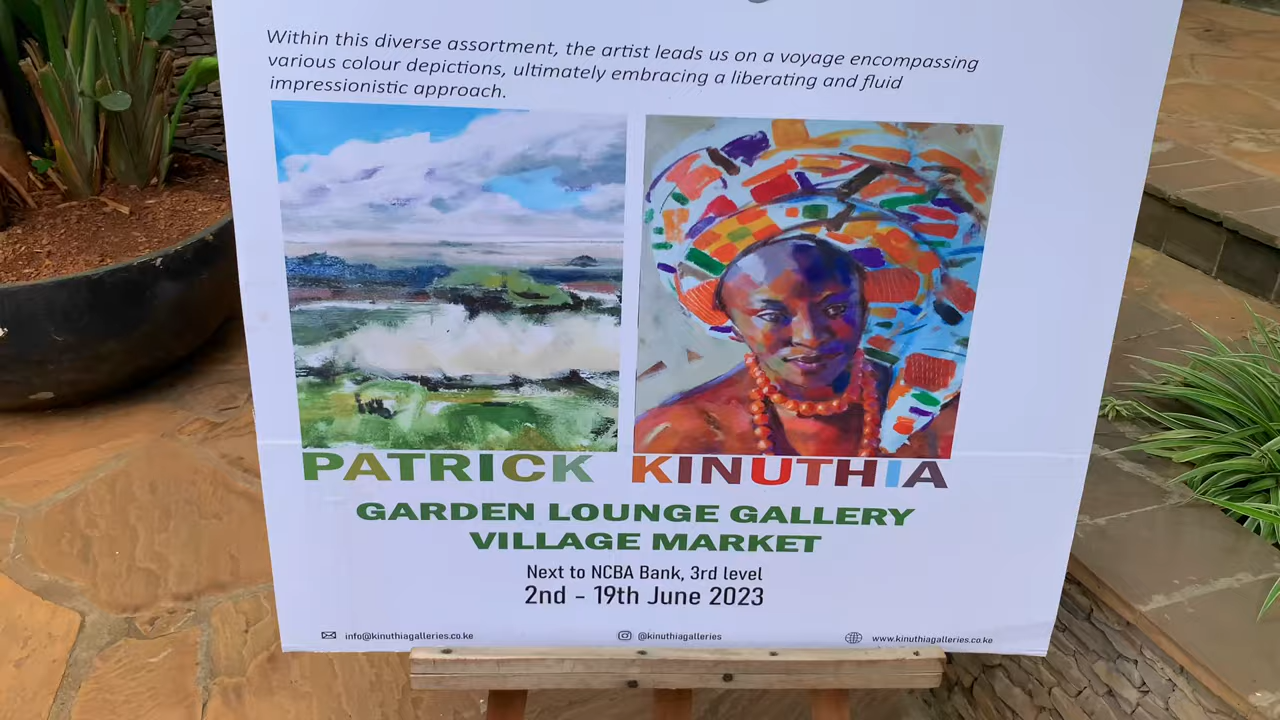 Within this diverse assortment, the artist leads us on a voyage encompassing
various colour depictions, ultimately embracing a liberating and fluid
impressionistic approach.
PATRICK KINUTHIA
GARDEN LOUNGE GALLERY
VILLAGE MARKET
Next to NCBA Bank, 3rd level
2nd - 19th June 2023
info@kinuthiagalleries.co.ke @kinuthiagalleries www.kinuthiagalleries.co.ke